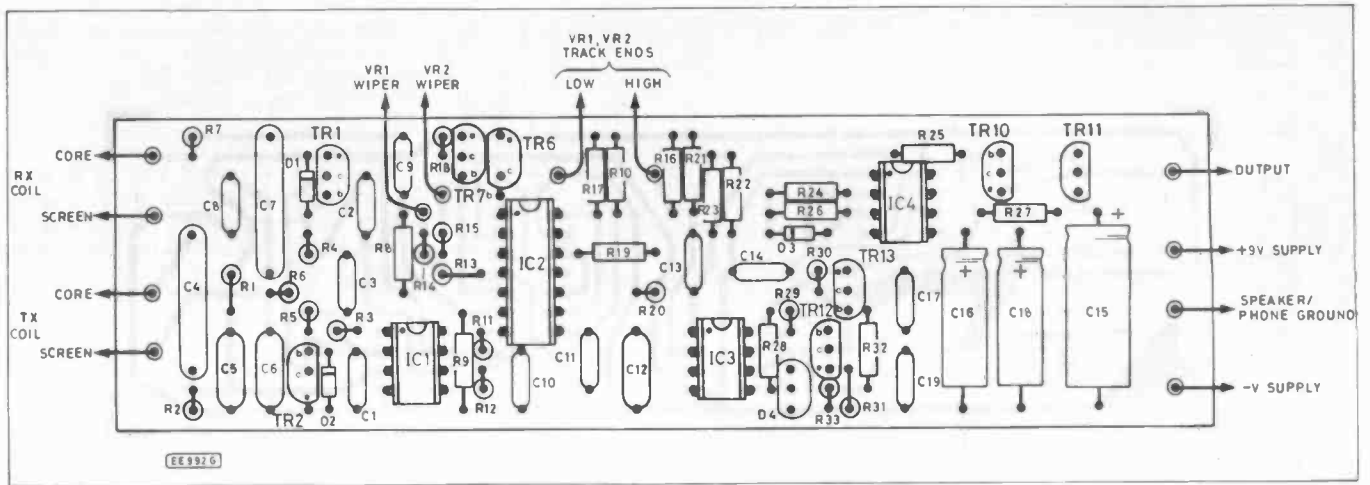 VR1, VR2
TRACK ENDS
VR1
WIPER
VR2
WIPER
LOW
HIGH
R7
TR1
D1
C9
R18
TR7
TR6
R17
R10
R16
R21
R23
R22
R25
TR10
TR11
CORE
RX
COIL
SCREEN
CORE
TX
COIL
SCREEN
OUTPUT
+9V SUPPLY
SPEAKER/
PHONE GROUND
-V SUPPLY
C8
C7
C2
R8
R15
R14
R13
IC2
R19
C13
C14
R24
R26
D3
R30
TR13
IC4
R27
C4
R1
R6
R4
C3
R5
R3
R11
R20
R29
TR12
C17
C16
C18
C15
C5
C6
IC1
R9
C10
C11
C12
IC3
R28
R32
C19
R2
TR2
D2
C1
R12
D4
R33
R31
b
c
e
+
+
+
EE992G